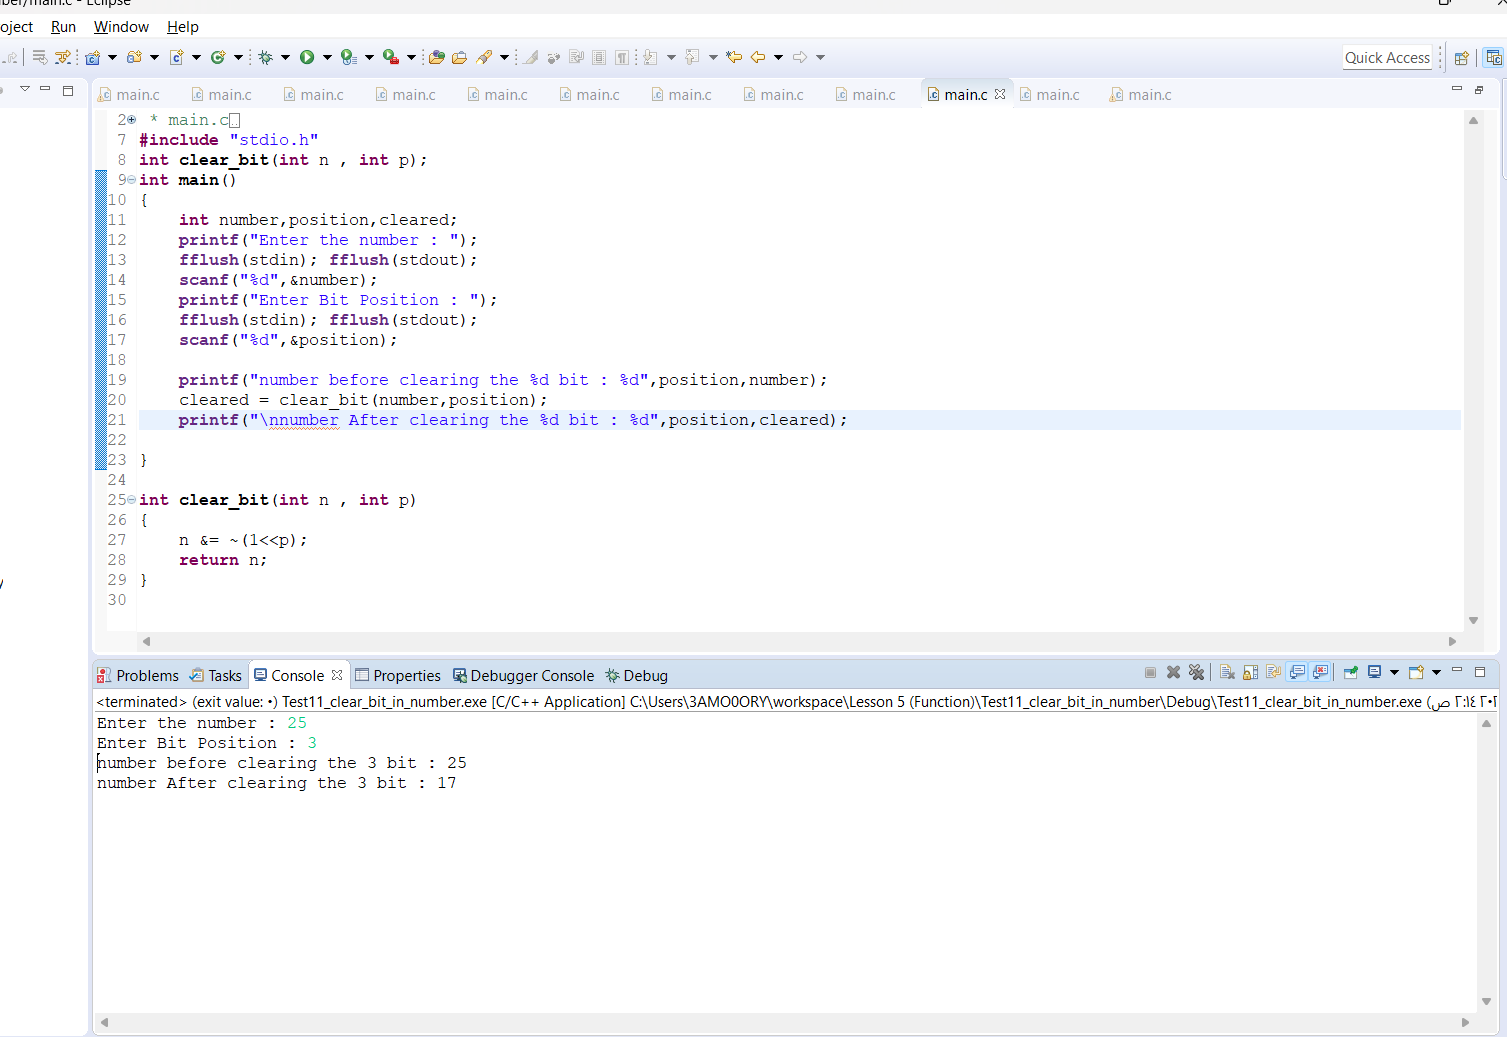 ber/main.c - Eclipse
oject Run Window Help
Quick Access
main.c main.c main.c main.c main.c main.c main.c main.c main.c main.c main.c main.c
2 * main.c
7 #include "stdio.h"
8 int clear_bit(int n , int p);
9 int main()
10 {
11     int number,position,cleared;
12     printf("Enter the number : ");
13     fflush(stdin); fflush(stdout);
14     scanf("%d",&number);
15     printf("Enter Bit Position : ");
16     fflush(stdin); fflush(stdout);
17     scanf("%d",&position);
18
19     printf("number before clearing the %d bit : %d",position,number);
20     cleared = clear_bit(number,position);
21     printf("\nnumber After clearing the %d bit : %d",position,cleared);
22
23 }
24
25 int clear_bit(int n , int p)
26 {
27     n &= ~(1<<p);
28     return n;
29 }
30
Problems Tasks Console Properties Debugger Console Debug
<terminated> (exit value: ٠) Test11_clear_bit_in_number.exe [C/C++ Application] C:\Users\3AMO0ORY\workspace\Lesson 5 (Function)\Test11_clear_bit_in_number\Debug\Test11_clear_bit_in_number.exe (ص
Enter the number : 25
Enter Bit Position : 3
number before clearing the 3 bit : 25
number After clearing the 3 bit : 17